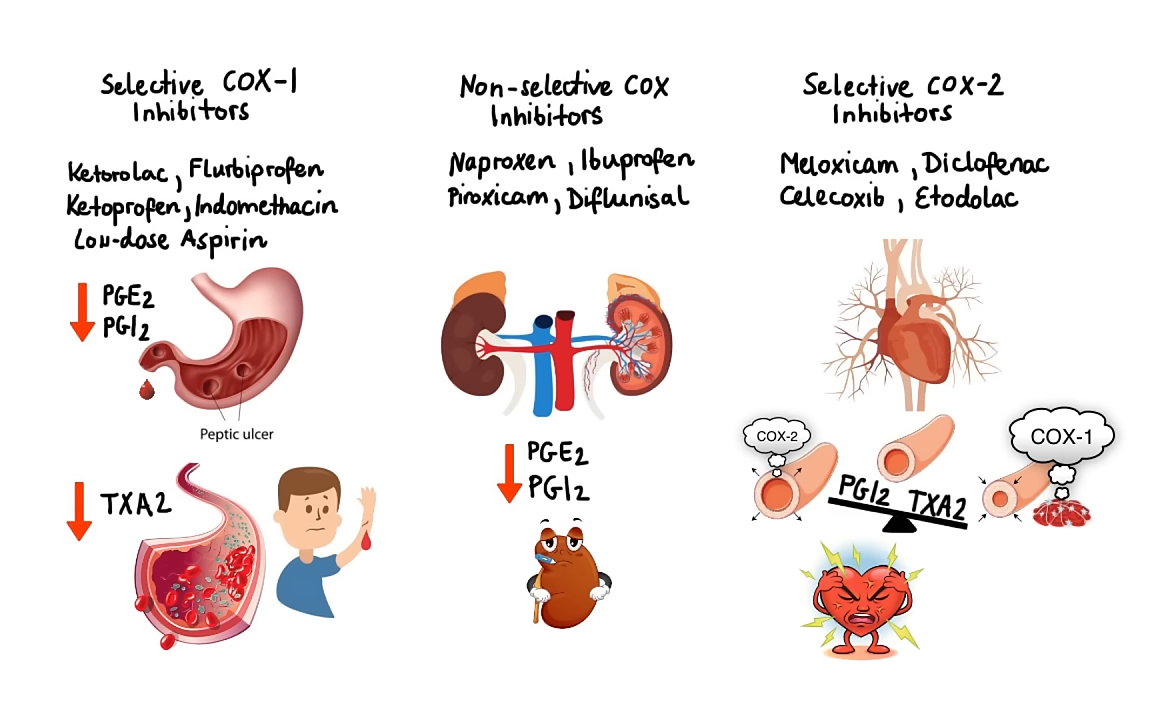 Selective COX-1
Inhibitors
Ketorolac, Flurbiprofen
Ketoprofen, Indomethacin
Low-dose Aspirin
PGE2
PGI2
Peptic ulcer
TXA2
Non-selective COX
Inhibitors
Naproxen, Ibuprofen
Piroxicam, Diflunisal
PGE2
PGI2
Selective COX-2
Inhibitors
Meloxicam, Diclofenac
Celecoxib, Etodolac
COX-2
COX-1
PGI2 TXA2